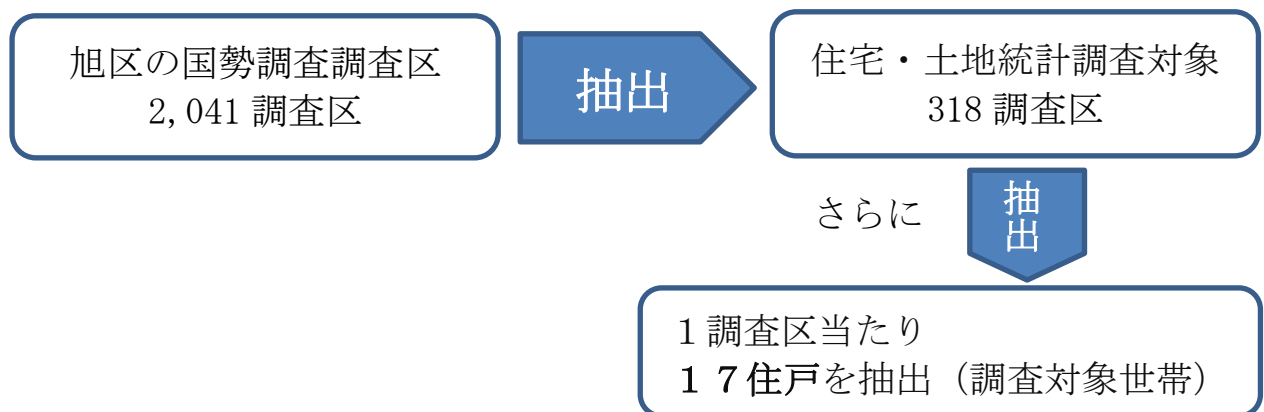 旭区の国勢調査調査区
2,041 調査区
抽出
住宅・土地統計調査対象
318 調査区
さらに
抽出
1 調査区当たり
１７住戸を抽出（調査対象世帯）